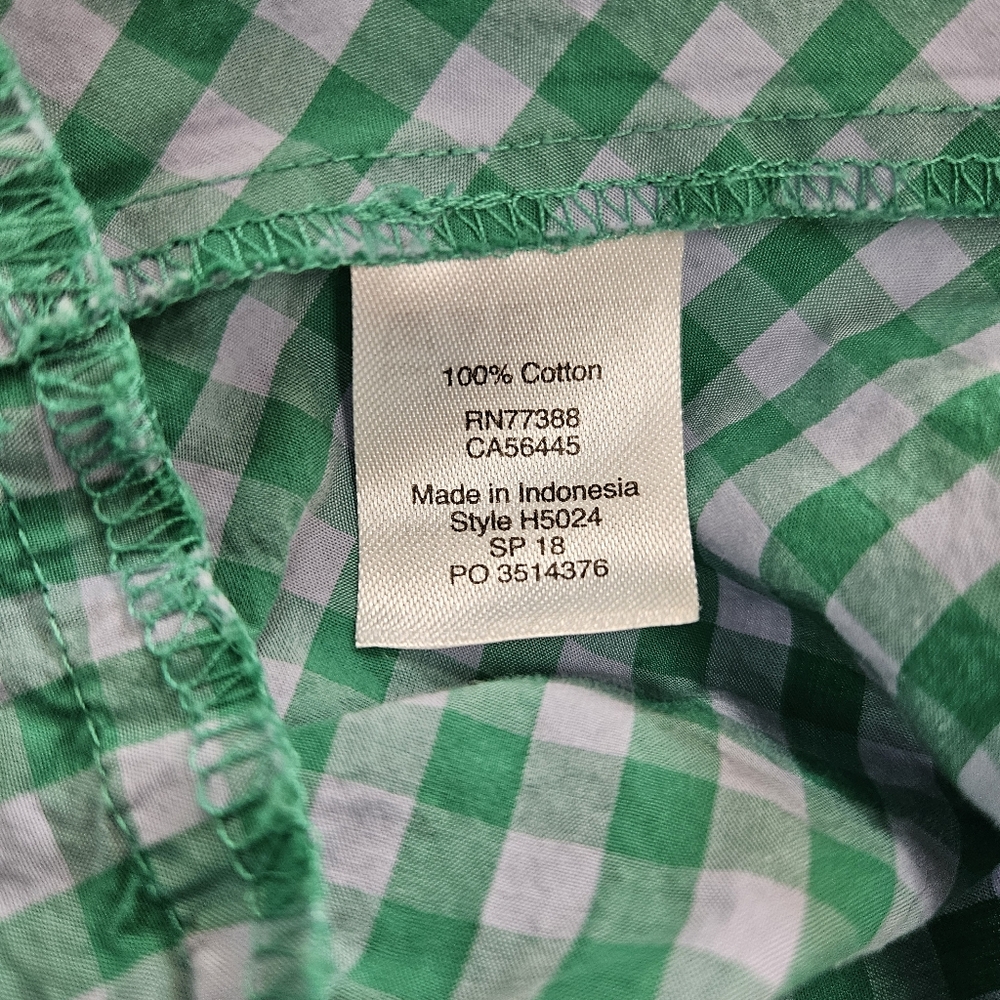 100% Cotton
RN77388
CA56445
Made in Indonesia
Style H5024
SP 18
PO 3514376